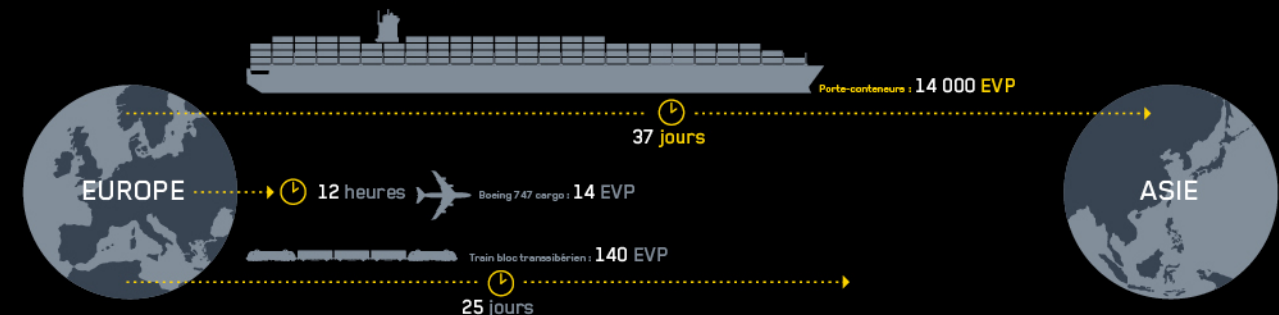 Porte-conteneurs : 14 000 EVP
37 jours
EUROPE
12 heures
Boeing 747 cargo : 14 EVP
ASIE
Train bloc transsibérien : 140 EVP
25 jours